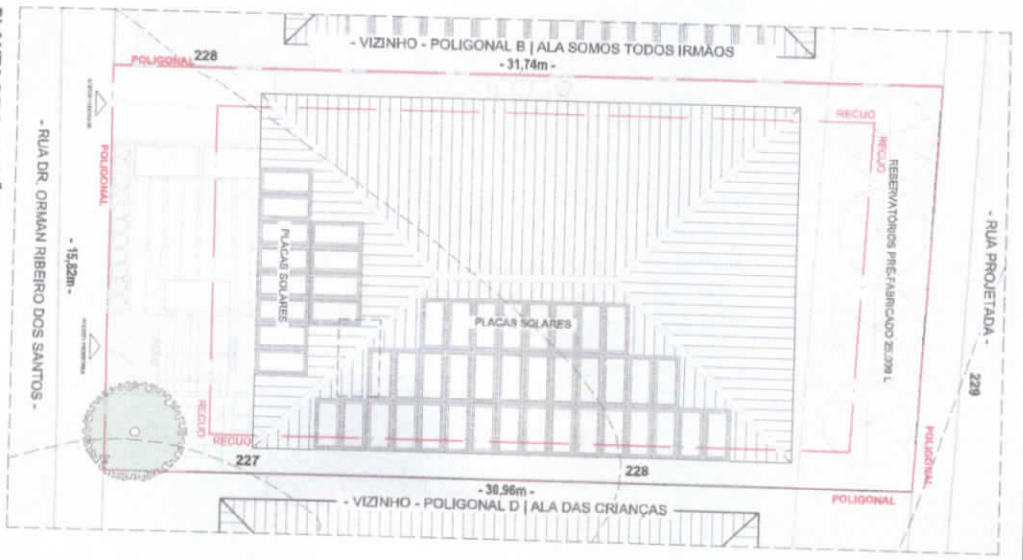 - VIZINHO - POLIGONAL B | ALA SOMOS TODOS IRMÃOS
- 31,74m -
POLIGONAL
228
RECUO
RECUO
RESERVATÓRIOS PRÉ-FABRICADO 25.000 L
- RUA PROJETADA -
229
POLIGONAL
- RUA DR. ORMAN RIBEIRO DOS SANTOS -
- 15,82m -
PLACAS SOLARES
PLACAS SOLARES
RECUO
RECUO
227
228
POLIGONAL
POLIGONAL
- 30,96m -
- VIZINHO - POLIGONAL D | ALA DAS CRIANÇAS